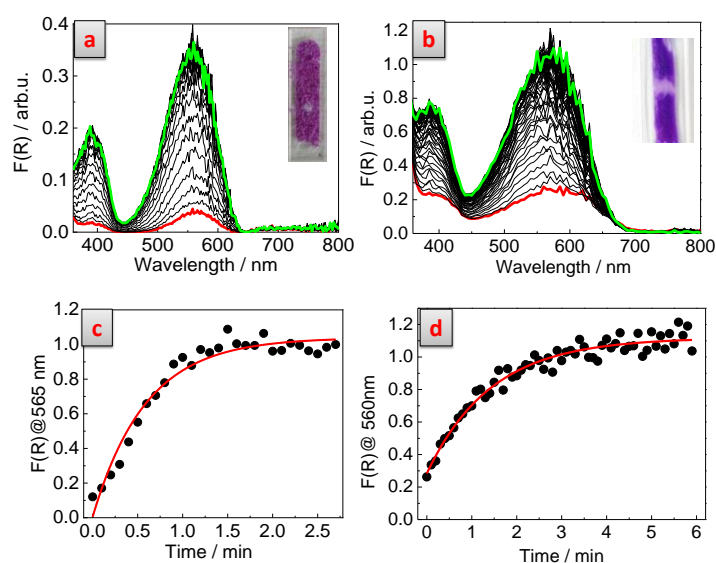 a
0.4
0.3
0.2
0.1
0.0
F(R) / arb.u.
400 500 600 700 800
Wavelength / nm
b
1.2
1.0
0.8
0.6
0.4
0.2
0.0
F(R) / arb.u.
400 500 600 700 800
Wavelength / nm
c
1.2
1.0
0.8
0.6
0.4
0.2
0.0
F(R)@565 nm
0.0 0.5 1.0 1.5 2.0 2.5
Time / min
d
1.2
1.0
0.8
0.6
0.4
0.2
0.0
F(R)@ 560nm
0 1 2 3 4 5 6
Time / min